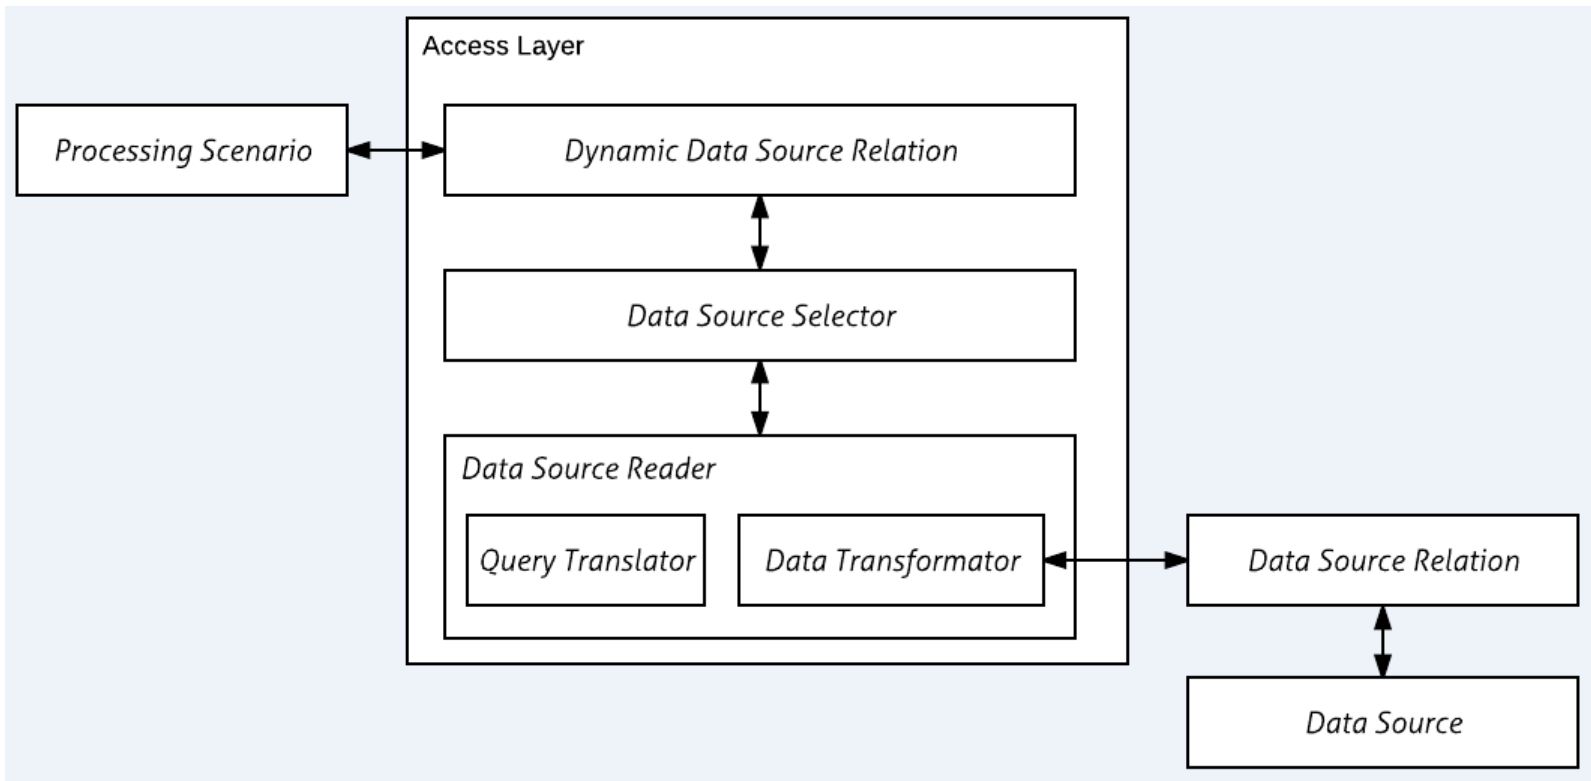 Access Layer
Processing Scenario
Dynamic Data Source Relation
Data Source Selector
Data Source Reader
Query Translator
Data Transformator
Data Source Relation
Data Source